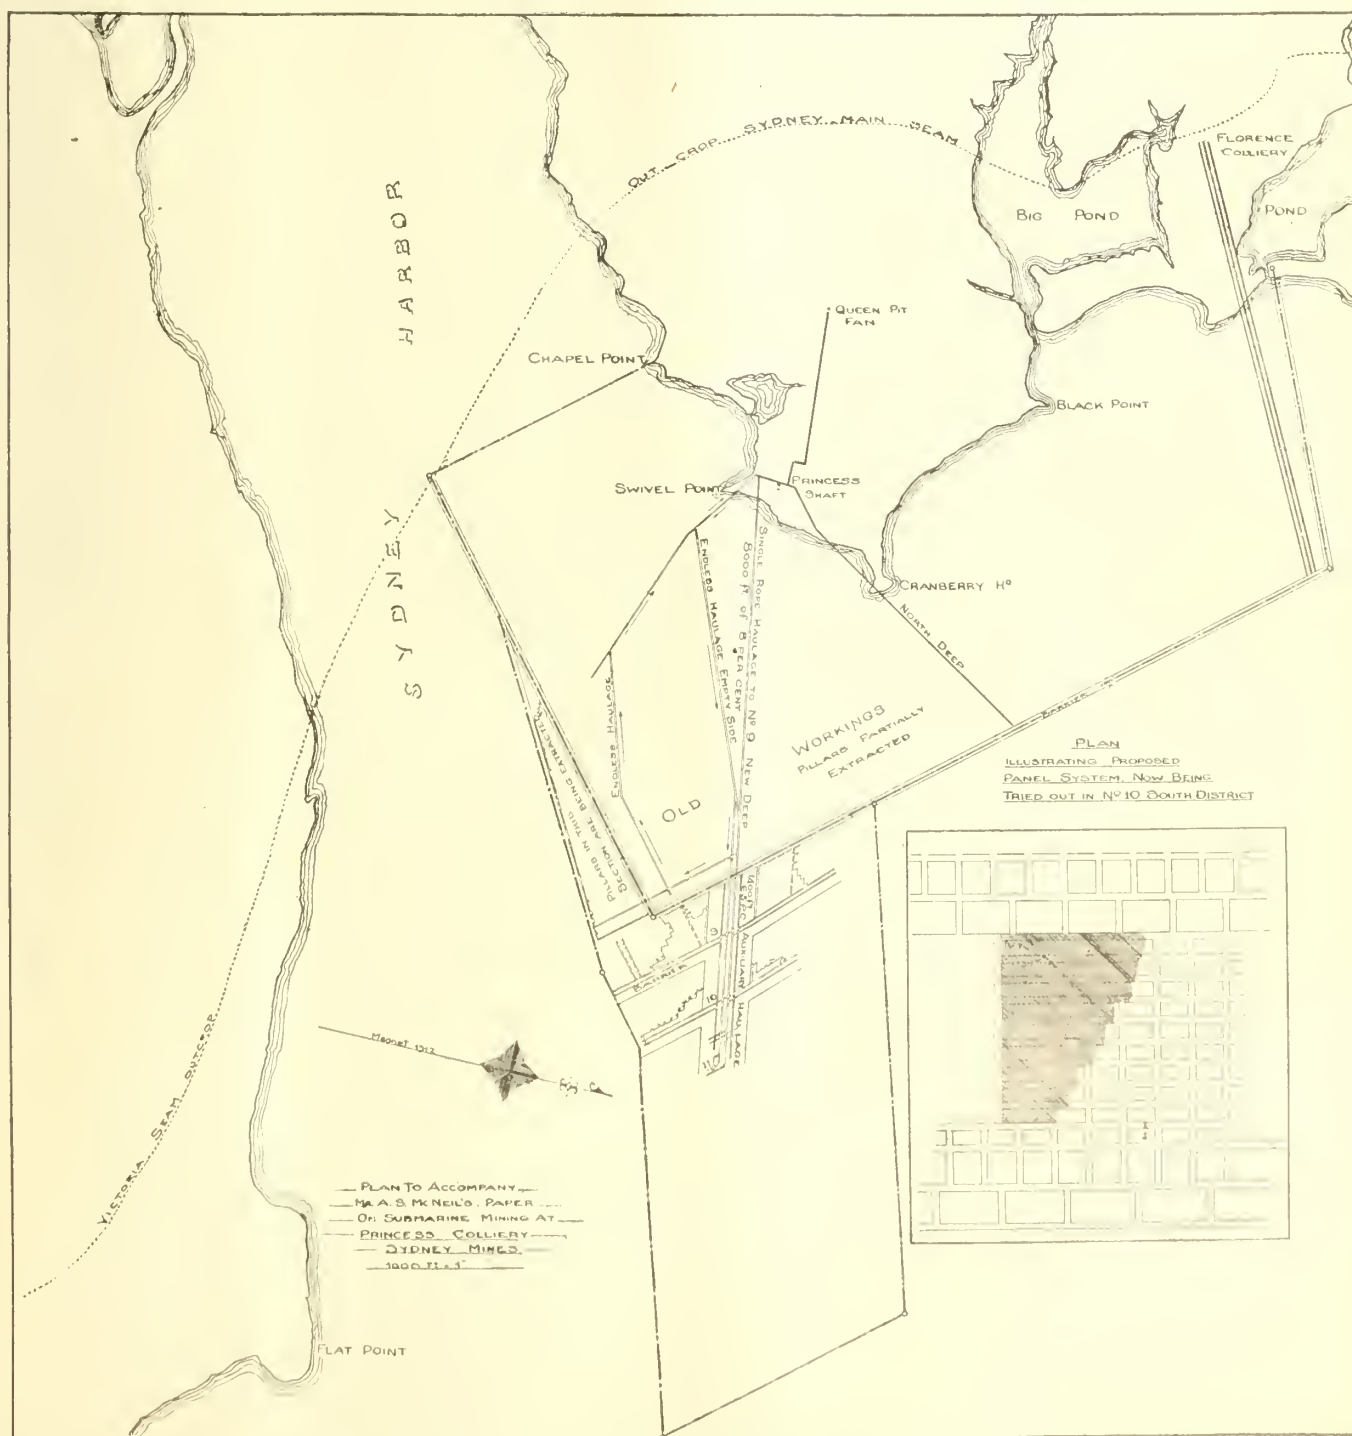 OUT CROP SYDNEY MAIN SEAM
FLORENCE
COLLIERY
BIG POND
POND
SYDNEY HARBOR
QUEEN PIT
FAN
CHAPEL POINT
BLACK POINT
SWIVEL POINT
PRINCESS
SHAFT
CRANBERRY Hᴰ
NORTH DEEP
SINGLE ROPE HAULAGE TO Nº 9 NEW DEEP
8000 ft. OF 8 PER CENT
ENDLESS HAULAGE EMPTY SIDE
ENDLESS HAULAGE
PILLARS IN THIS
SECTION ARE BEING EXTRACTED
OLD
WORKINGS
PILLARS PARTIALLY
EXTRACTED
BARRIER
PLAN
ILLUSTRATING PROPOSED
PANEL SYSTEM, NOW BEING
TRIED OUT IN Nº 10 SOUTH DISTRICT
1400 ft.
AUXILIARY HAULAGE
9
BARRIER
10
11
Magnet 1917
VICTORIA SEAM OUTCROP
PLAN TO ACCOMPANY
Mr A. S. McNEIL'S. PAPER
ON SUBMARINE MINING AT
PRINCESS COLLIERY
SYDNEY MINES
1000 Ft = 1"
FLAT POINT